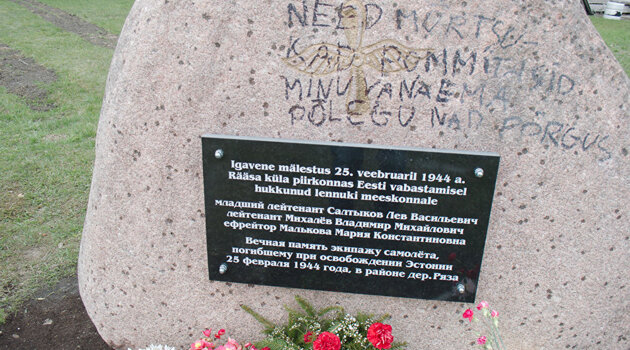 NEED MÕRTSU-
KAD POMMITASID
MINU VANAEMA
PÕLEGU NAD PÕRGUS
Igavene mälestus 25. veebruaril 1944 a.
Rääsa küla piirkonnas Eesti vabastamisel
hukkunud lennuki meeskonnale
младший лейтенант Салтыков Лев Васильевич
лейтенант Михалёв Владимир Михайлович
ефрейтор Малькова Мария Константиновна
Вечная память экипажу самолёта,
погибшему при освобождении Эстонии
25 февраля 1944 года, в районе дер.Ряза